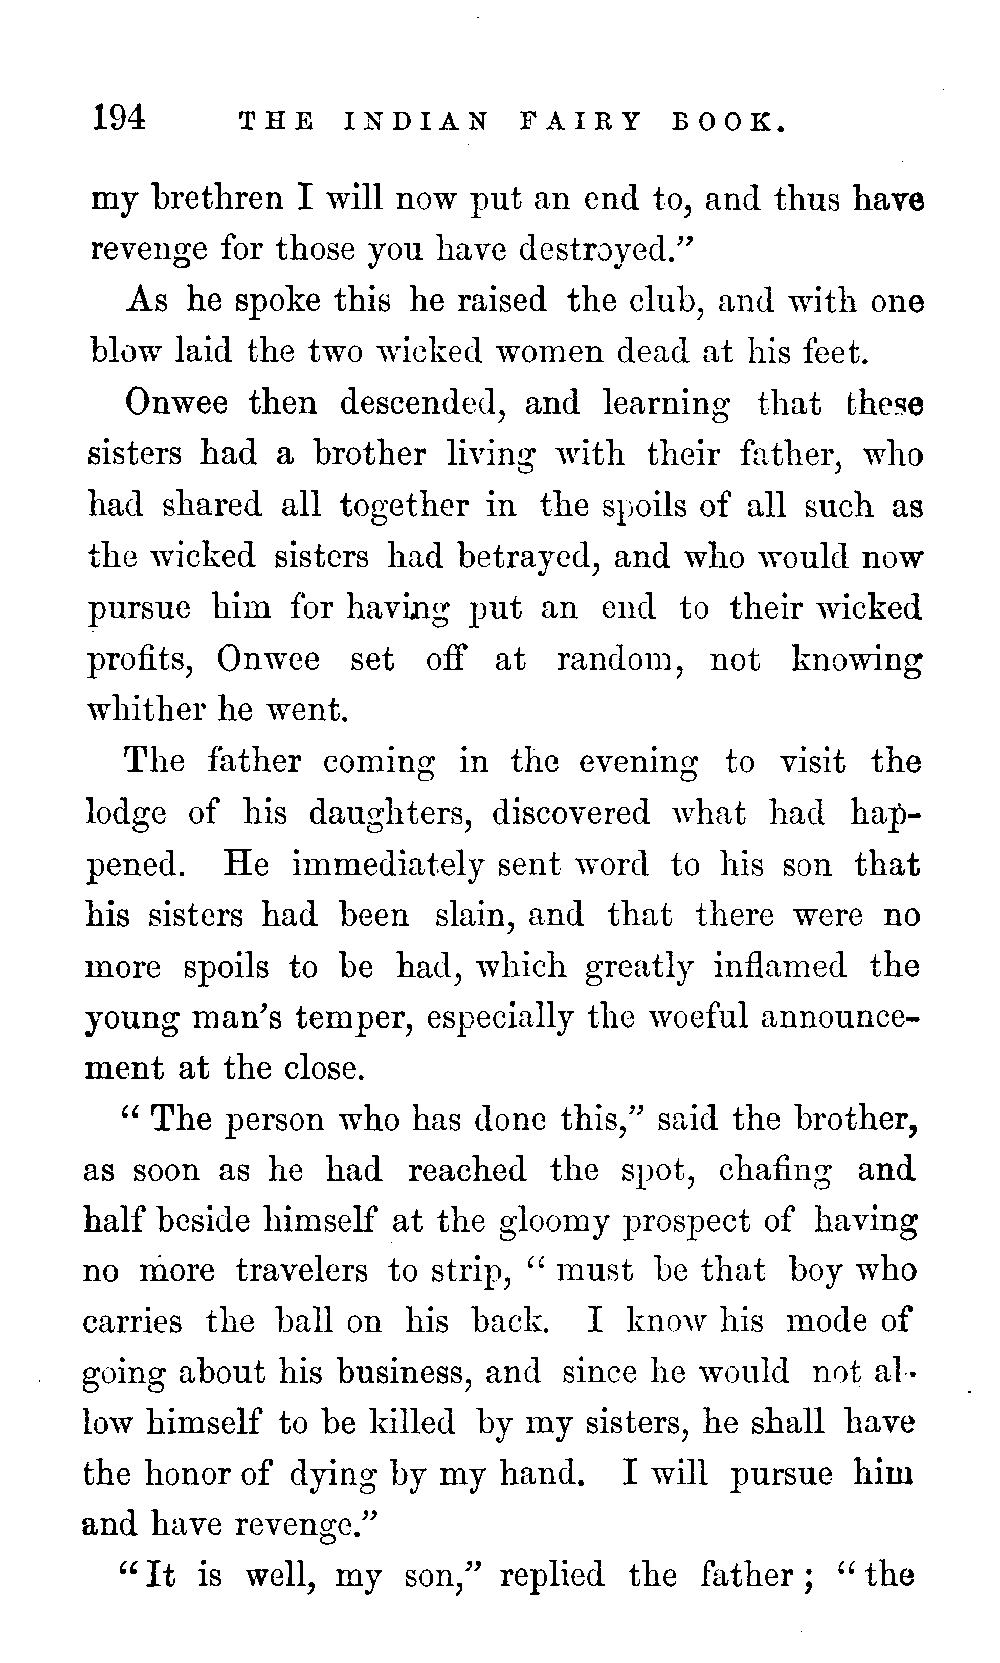 194 THE INDIAN FAIRY BOOK.
my brethren I will now put an end to, and thus have
revenge for those you have destroyed.”
As he spoke this he raised the club, and with one
blow laid the two wicked women dead at his feet.
Onwee then descended, and learning that these
sisters had a brother living with their father, who
had shared all together in the spoils of all such as
the wicked sisters had betrayed, and who would now
pursue him for having put an end to their wicked
profits, Onwee set off at random, not knowing
whither he went.
The father coming in the evening to visit the
lodge of his daughters, discovered what had hap-
pened. He immediately sent word to his son that
his sisters had been slain, and that there were no
more spoils to be had, which greatly inflamed the
young man’s temper, especially the woeful announce-
ment at the close.
“The person who has done this,” said the brother,
as soon as he had reached the spot, chafing and
half beside himself at the gloomy prospect of having
no more travelers to strip, “must be that boy who
carries the ball on his back. I know his mode of
going about his business, and since he would not al-
low himself to be killed by my sisters, he shall have
the honor of dying by my hand. I will pursue him
and have revenge.”
“It is well, my son,” replied the father; “the